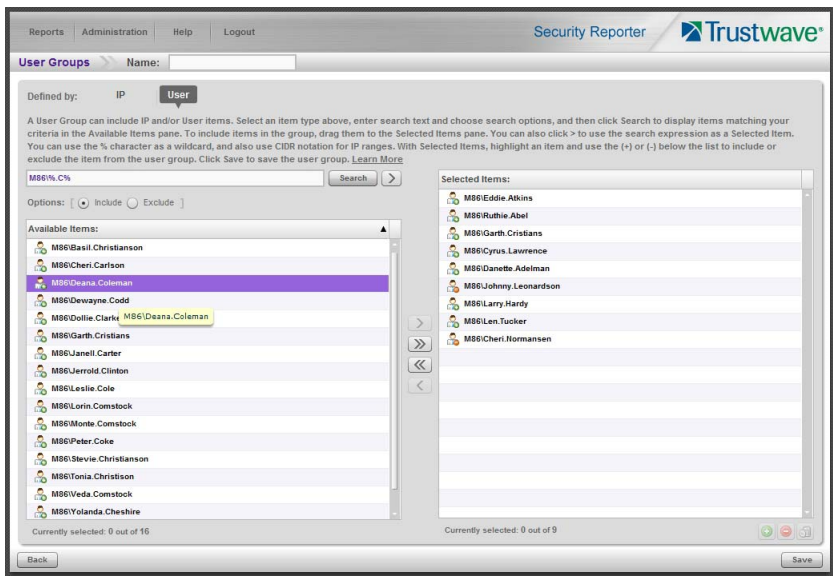 Reports Administration Help Logout
Security Reporter
Trustwave®
User Groups Name:
Defined by: IP User
A User Group can include IP and/or User items. Select an item type above, enter search text and choose search options, and then click Search to display items matching your
criteria in the Available Items pane. To include items in the group, drag them to the Selected Items pane. You can also click > to use the search expression as a Selected Item.
You can use the % character as a wildcard, and also use CIDR notation for IP ranges. With Selected Items, highlight an item and use the (+) or (-) below the list to include or
exclude the item from the user group. Click Save to save the user group. Learn More
M86\%.C% Search >
Options: [ Include Exclude ]
Available Items:
M86\Basil.Christianson
M86\Cheri.Carlson
M86\Deana.Coleman
M86\Dewayne.Codd
M86\Dollie.Clarke
M86\Deana.Coleman
M86\Garth.Cristians
M86\Janell.Carter
M86\Jerrold.Clinton
M86\Leslie.Cole
M86\Lorin.Comstock
M86\Monte.Comstock
M86\Peter.Coke
M86\Stevie.Christianson
M86\Tonia.Christison
M86\Veda.Comstock
M86\Yolanda.Cheshire
Currently selected: 0 out of 16
>
>>
<<
<
Selected Items:
M86\Eddie.Atkins
M86\Ruthie.Abel
M86\Garth.Cristians
M86\Cyrus.Lawrence
M86\Danette.Adelman
M86\Johnny.Leonardson
M86\Larry.Hardy
M86\Len.Tucker
M86\Cheri.Normansen
Currently selected: 0 out of 9
Back Save